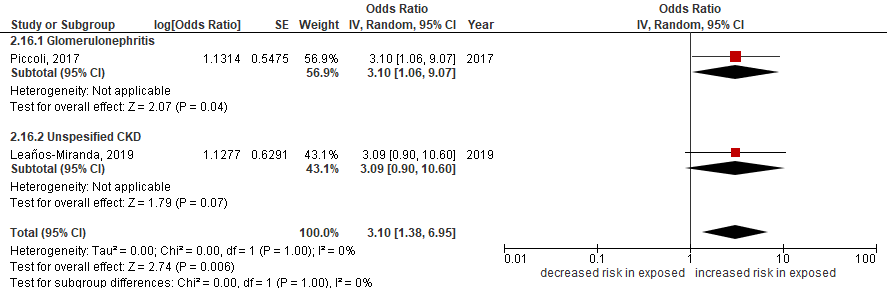 Odds Ratio Odds Ratio
Study or Subgroup log[Odds Ratio] SE Weight IV, Random, 95% CI Year IV, Random, 95% CI
2.16.1 Glomerulonephritis
Piccoli, 2017 1.1314 0.5475 56.9% 3.10 [1.06, 9.07] 2017
Subtotal (95% CI) 56.9% 3.10 [1.06, 9.07]
Heterogeneity: Not applicable
Test for overall effect: Z = 2.07 (P = 0.04)
2.16.2 Unspesified CKD
Leaños-Miranda, 2019 1.1277 0.6291 43.1% 3.09 [0.90, 10.60] 2019
Subtotal (95% CI) 43.1% 3.09 [0.90, 10.60]
Heterogeneity: Not applicable
Test for overall effect: Z = 1.79 (P = 0.07)
Total (95% CI) 100.0% 3.10 [1.38, 6.95]
Heterogeneity: Tau² = 0.00; Chi² = 0.00, df = 1 (P = 1.00); I² = 0%
0.01 0.1 1 10 100
Test for overall effect: Z = 2.74 (P = 0.006)
decreased risk in exposed increased risk in exposed
Test for subgroup differences: Chi² = 0.00, df = 1 (P = 1.00), I² = 0%